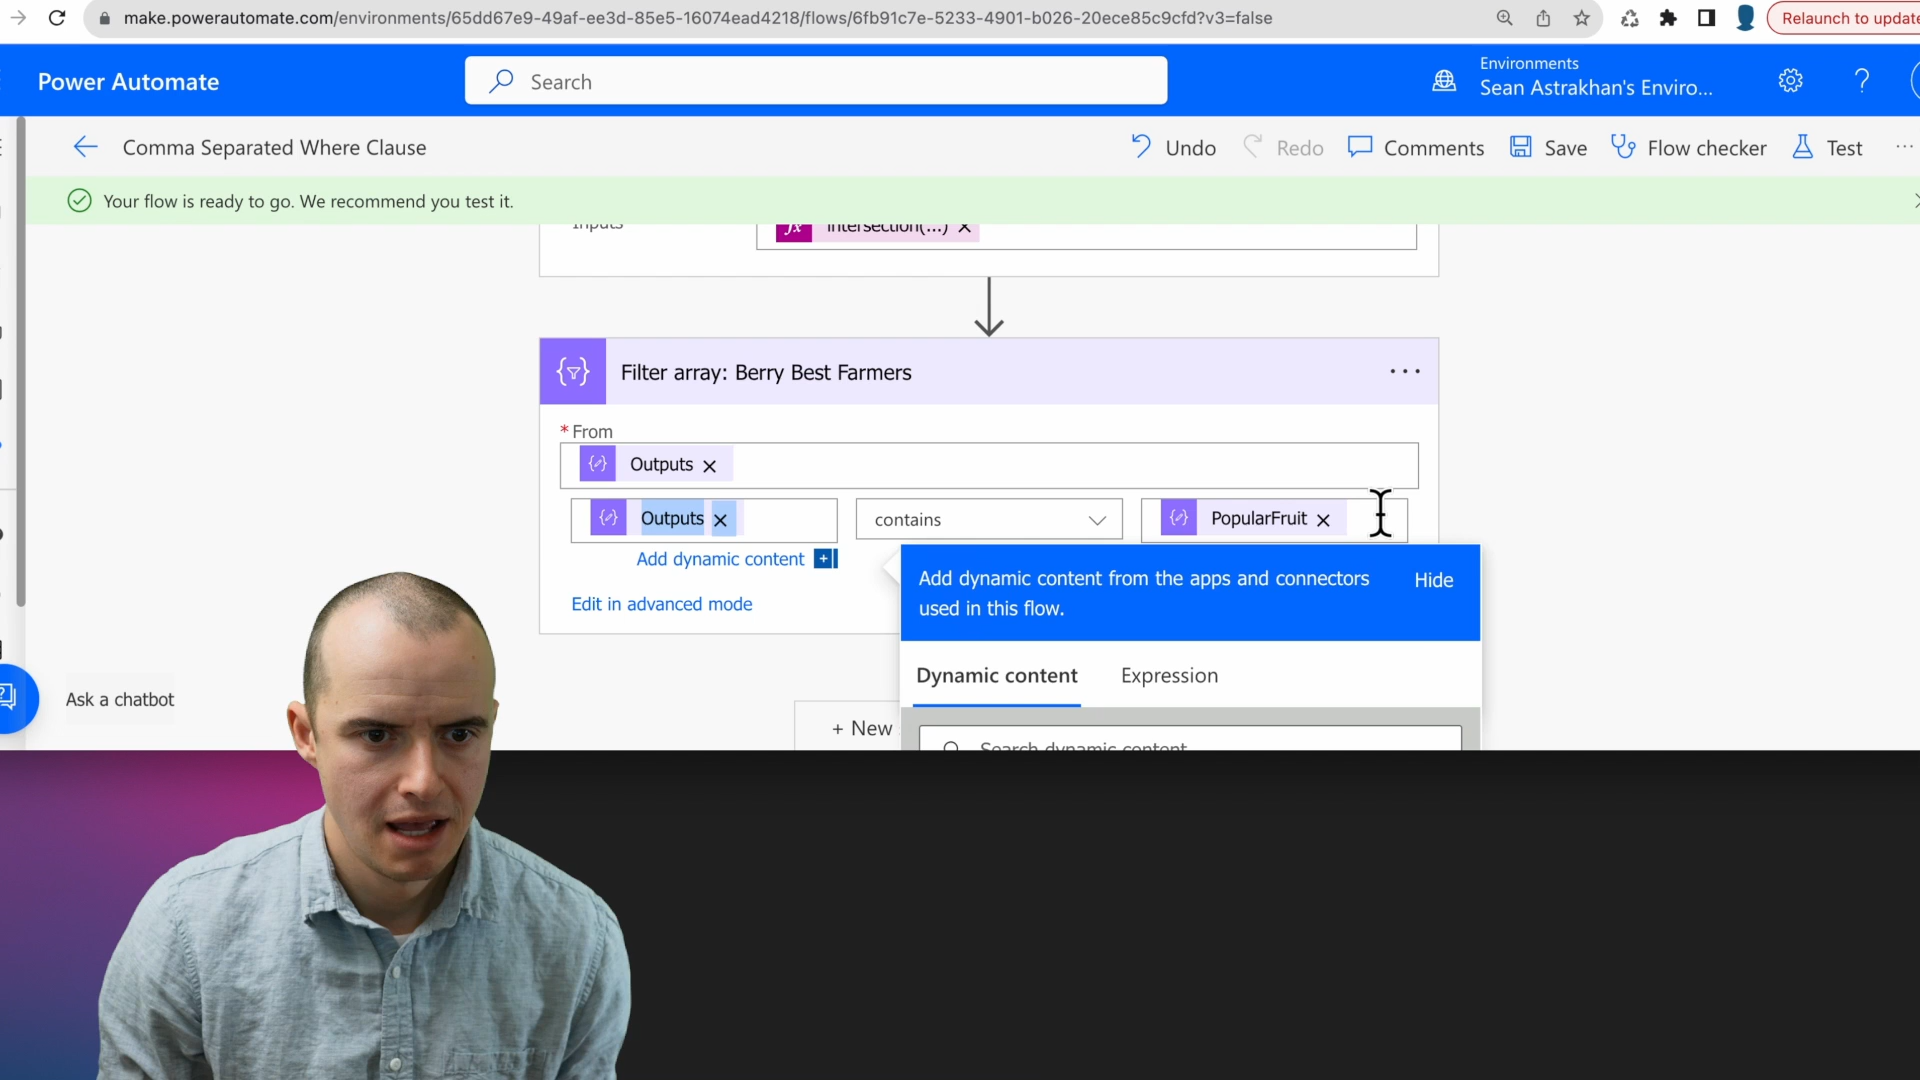 make.powerautomate.com/environments/65dd67e9-49af-ee3d-85e5-16074ead4218/flows/6fb91c7e-5233-4901-b026-20ece85c9cfd?v3=false
Relaunch to update
Power Automate
Search
Environments
Sean Astrakhan's Enviro...
Comma Separated Where Clause
Undo
Redo
Comments
Save
Flow checker
Test
Your flow is ready to go. We recommend you test it.
Inputs
intersection(...)
Filter array: Berry Best Farmers
* From
Outputs
Outputs
contains
PopularFruit
Add dynamic content
Edit in advanced mode
Add dynamic content from the apps and connectors
used in this flow.
Hide
Dynamic content
Expression
Search dynamic content
+ New
Ask a chatbot